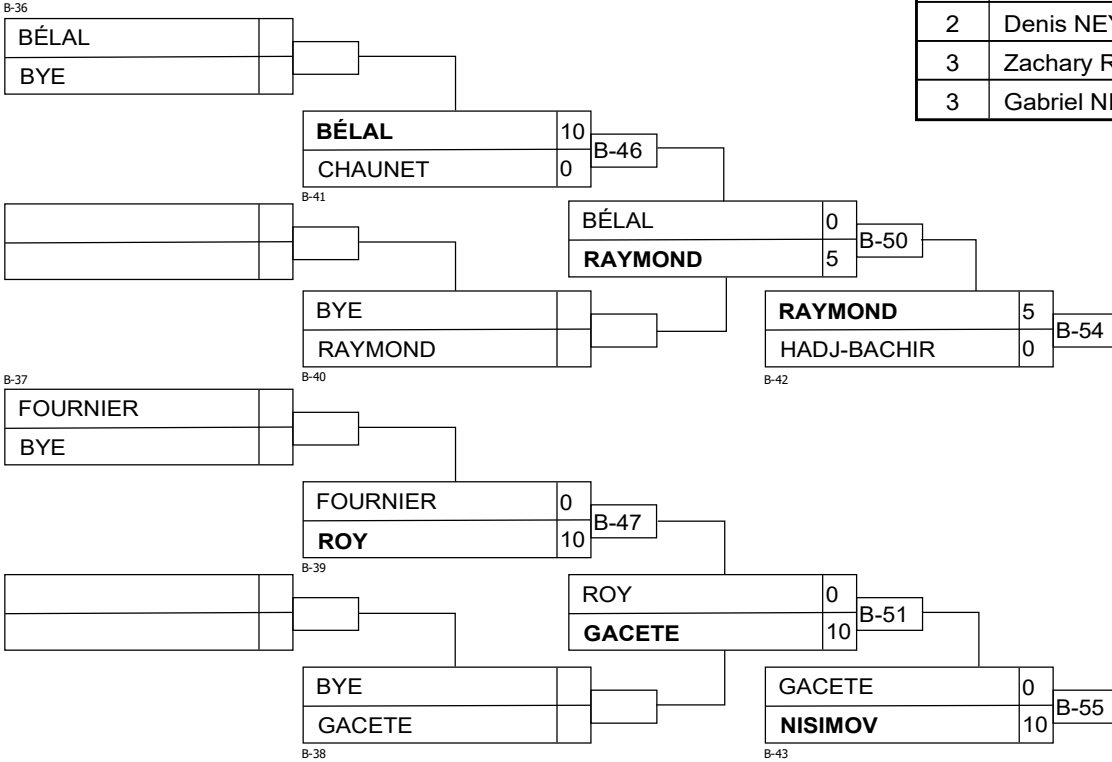 B-36
BÉLAL
BYE
2 Denis
3 Zachary
3 Gabriel
BÉLAL 10
CHAUNET 0
B-46
B-41
BÉLAL 0
RAYMOND 5
B-50
BYE
RAYMOND
B-40
RAYMOND 5
HADJ-BACHIR 0
B-54
B-42
B-37
FOURNIER
BYE
FOURNIER 0
ROY 10
B-47
B-39
ROY 0
GACETE 10
B-51
BYE
GACETE
B-38
GACETE 0
NISIMOV 10
B-55
B-43